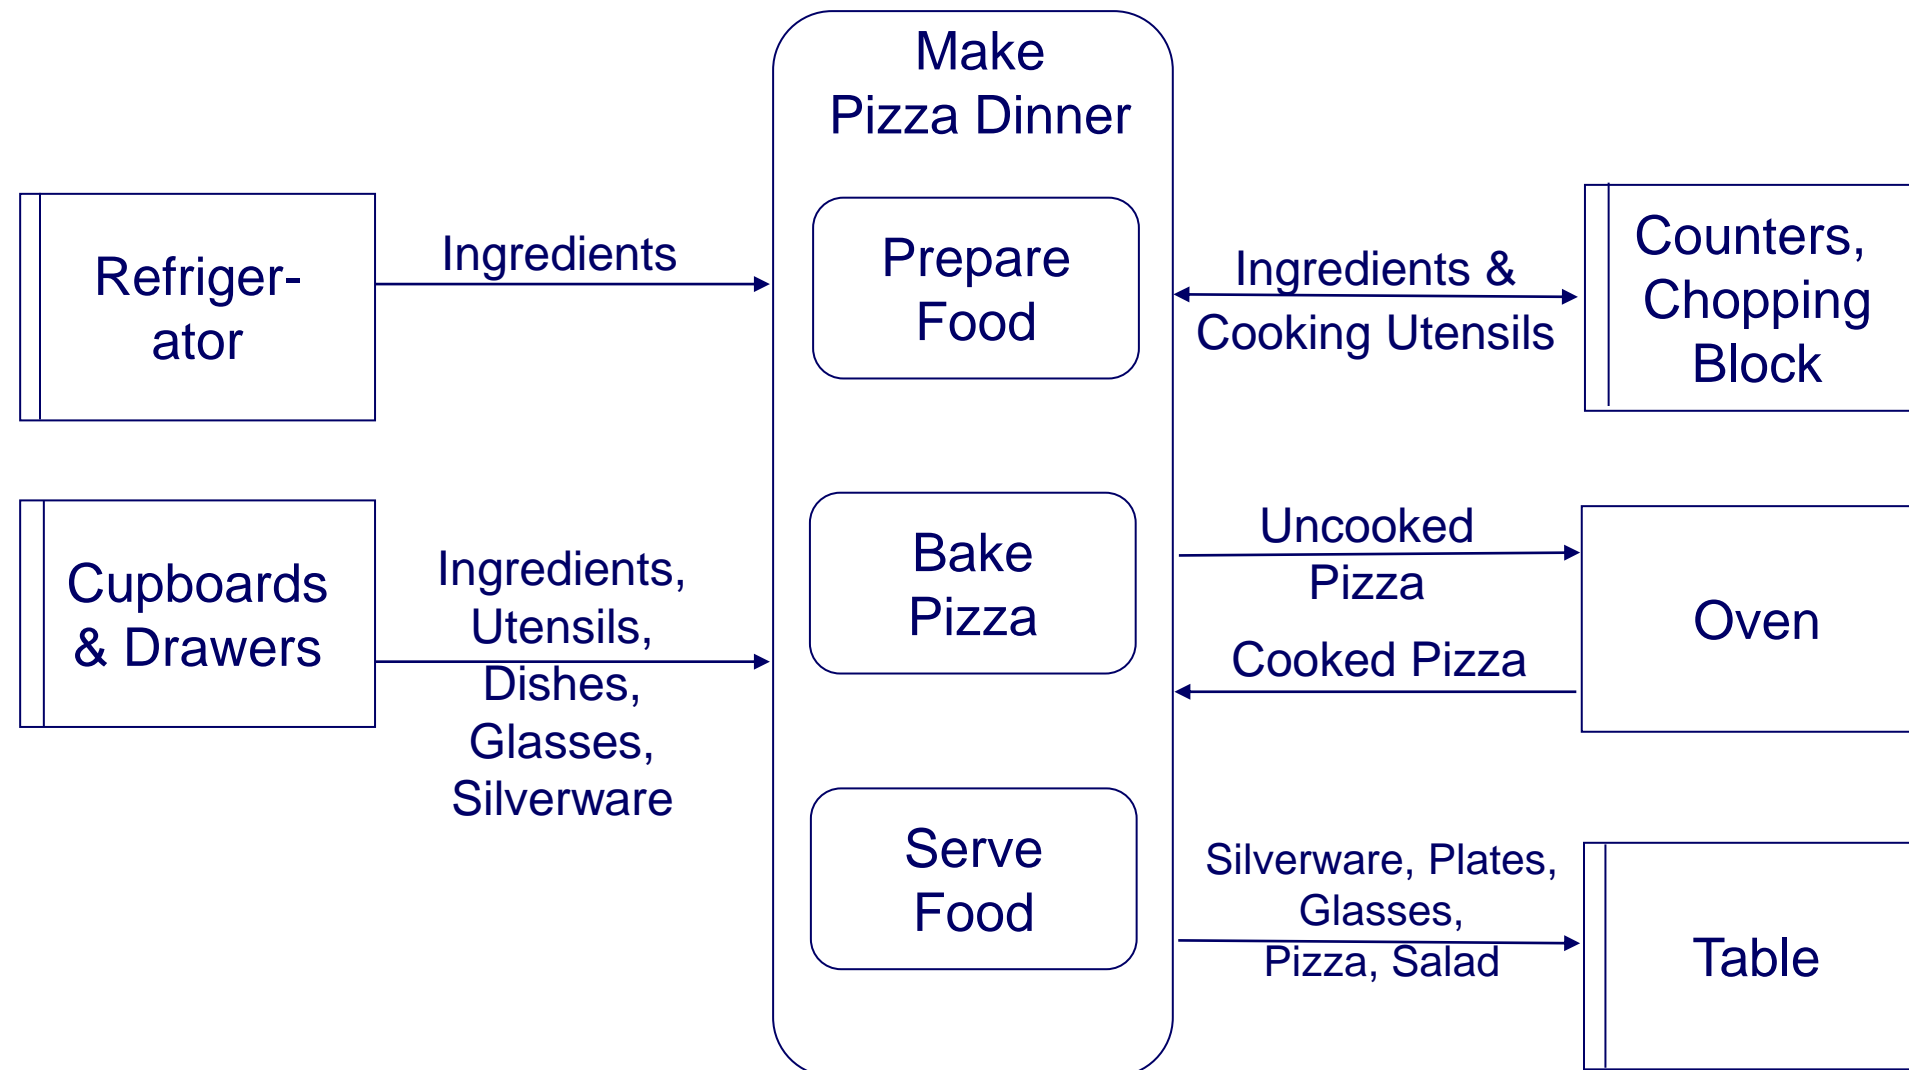 Make
Pizza Dinner
Refriger-
ator
Ingredients
Prepare
Food
Ingredients &
Cooking Utensils
Counters,
Chopping
Block
Cupboards
& Drawers
Ingredients,
Utensils,
Dishes,
Glasses,
Silverware
Bake
Pizza
Uncooked
Pizza
Cooked Pizza
Oven
Serve
Food
Silverware, Plates,
Glasses,
Pizza, Salad
Table